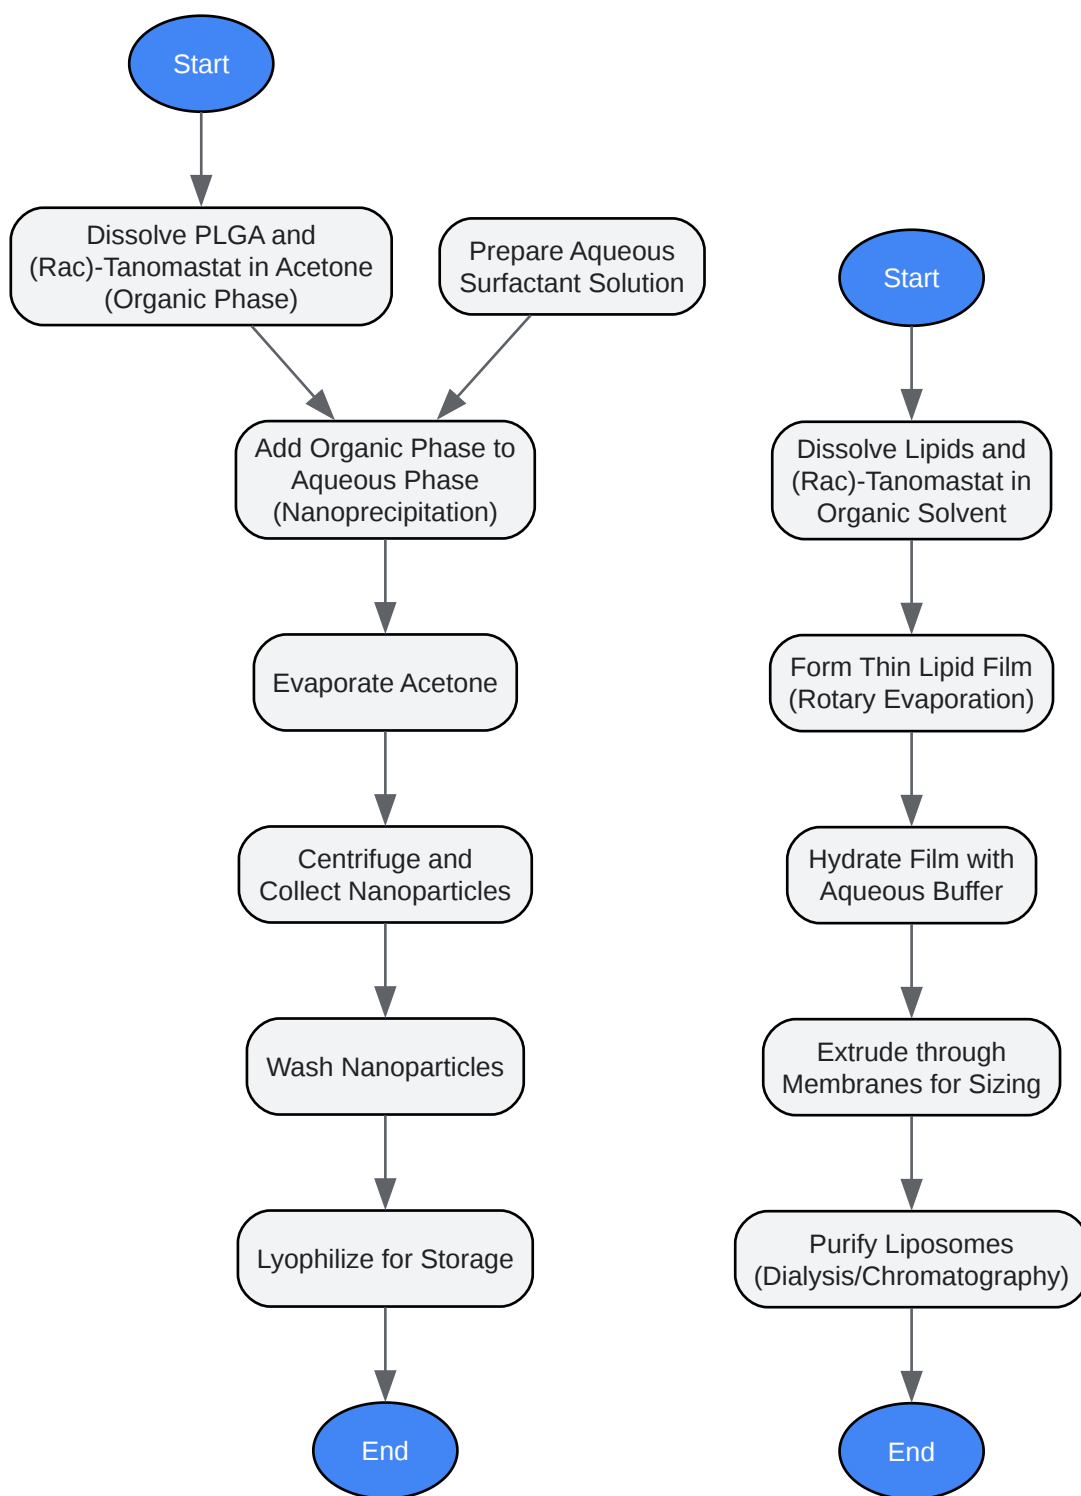 Start
Dissolve PLGA and
(Rac)-Tanomastat in Acetone
(Organic Phase)
Prepare Aqueous
Surfactant Solution
Add Organic Phase to
Aqueous Phase
(Nanoprecipitation)
Evaporate Acetone
Centrifuge and
Collect Nanoparticles
Wash Nanoparticles
Lyophilize for Storage
End
Start
Dissolve Lipids and
(Rac)-Tanomastat in
Organic Solvent
Form Thin Lipid Film
(Rotary Evaporation)
Hydrate Film with
Aqueous Buffer
Extrude through
Membranes for Sizing
Purify Liposomes
(Dialysis/Chromatography)
End